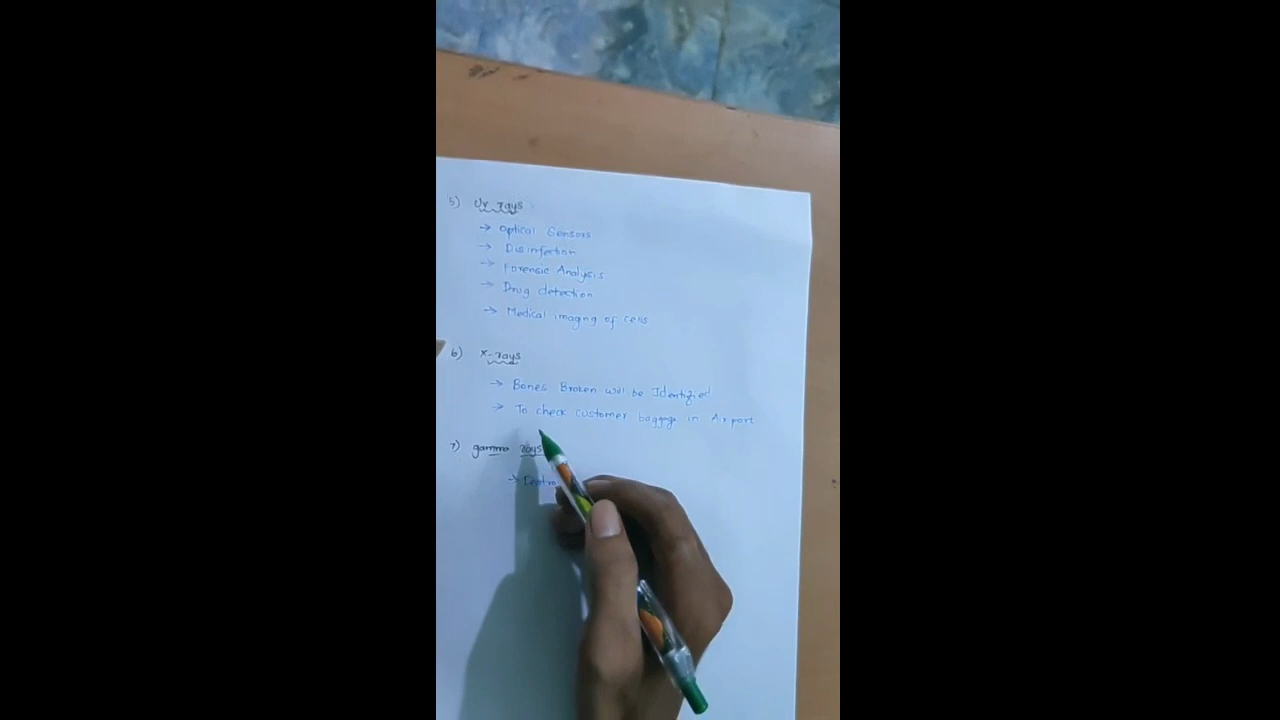 5) Uv rays
→ Optical Sensors
→ Disinfection
→ Forensic Analysis
→ Drug detection
→ Medical imagng of cells
6) X-rays
→ Bones Broken will be Identified
→ To check customer baggage in Airport
7) gamma rays
→